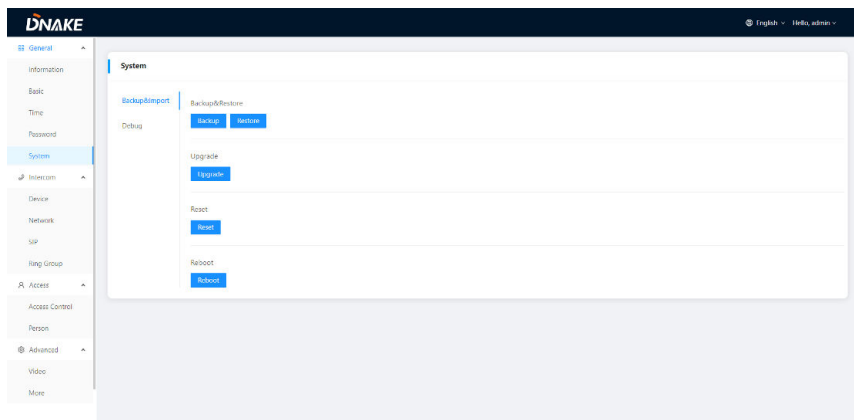 DNAKE
English
Hello, admin
General
Information
Basic
Time
Password
System
Intercom
Device
Network
SIP
Ring Group
Access
Access Control
Person
Advanced
Video
More
System
Backup&Import
Debug
Backup&Restore
Backup
Restore
Upgrade
Upgrade
Reset
Reset
Reboot
Reboot